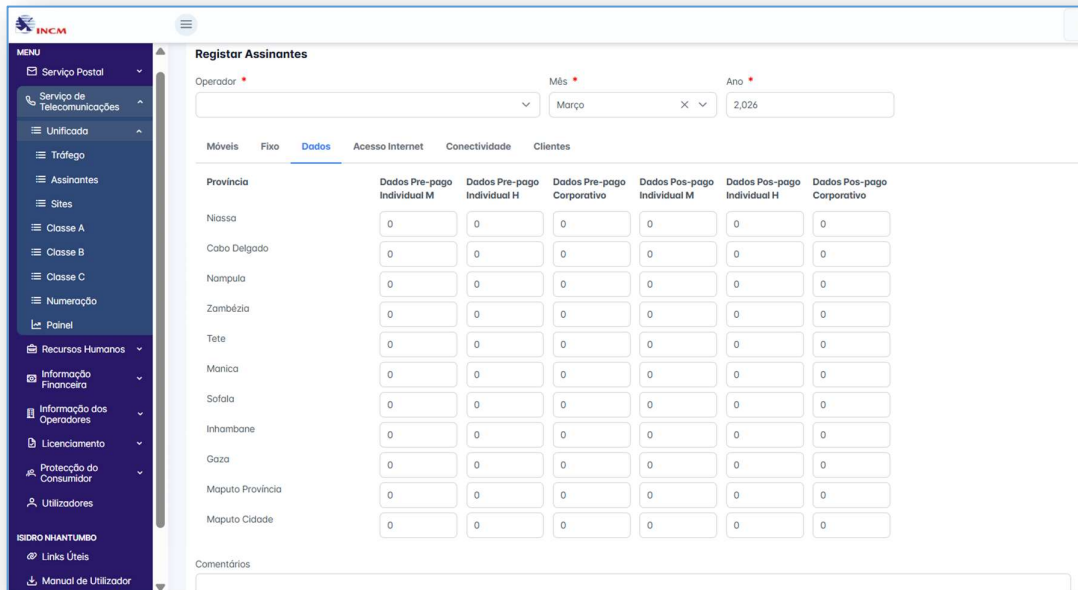 INCM
MENU
Serviço Postal
Serviço de
Telecomunicações
Unificada
Tráfego
Assinantes
Sites
Classe A
Classe B
Classe C
Numeração
Painel
Recursos Humanos
Informação
Financeira
Informação dos
Operadores
Licenciamento
Protecção do
Consumidor
Utilizadores
ISIDRO NHANTUMBO
Links Úteis
Manual de Utilizador
Registar Assinantes
Operador * Mês * Ano *
Março 2,026
Móveis Fixo Dados Acesso Internet Conectividade Clientes
Província Dados Pre-pago Dados Pre-pago Dados Pre-pago Dados Pos-pago Dados Pos-pago Dados Pos-pago
Individual M Individual H Corporativo Individual M Individual H Corporativo
Niassa 0 0 0 0 0 0
Cabo Delgado 0 0 0 0 0 0
Nampula 0 0 0 0 0 0
Zambézia 0 0 0 0 0 0
Tete 0 0 0 0 0 0
Manica 0 0 0 0 0 0
Sofala 0 0 0 0 0 0
Inhambane 0 0 0 0 0 0
Gaza 0 0 0 0 0 0
Maputo Província 0 0 0 0 0 0
Maputo Cidade 0 0 0 0 0 0
Comentários